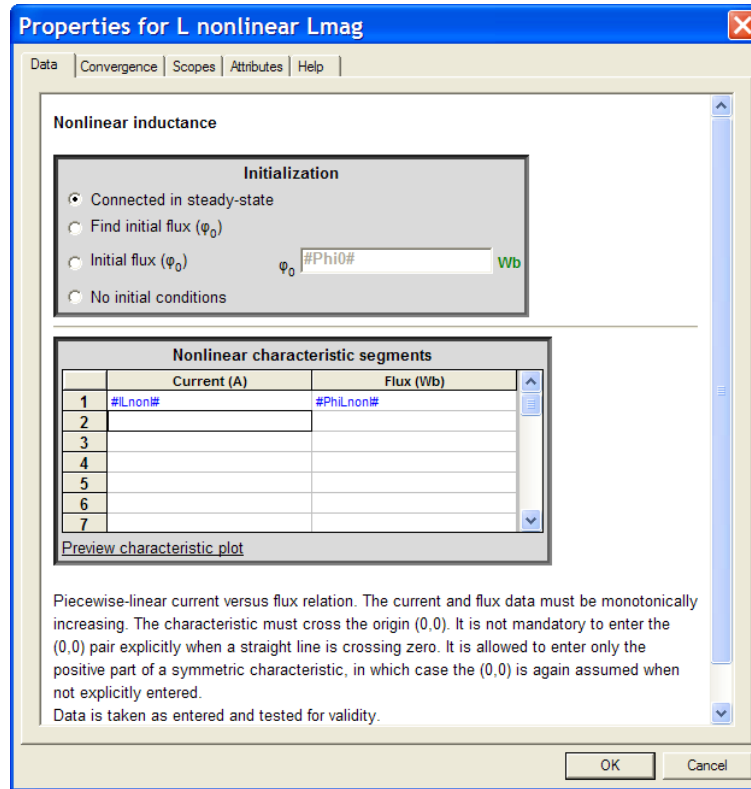 Properties for L nonlinear Lmag
Data Convergence Scopes Attributes Help
Nonlinear inductance
Initialization
Connected in steady-state
Find initial flux (φ0)
Initial flux (φ0) φ0 #Phi0# Wb
No initial conditions
Nonlinear characteristic segments
Current (A) Flux (Wb)
1 #ILnonl# #PhiLnonl#
2
3
4
5
6
7
Preview characteristic plot
Piecewise-linear current versus flux relation. The current and flux data must be monotonically
increasing. The characteristic must cross the origin (0,0). It is not mandatory to enter the
(0,0) pair explicitly when a straight line is crossing zero. It is allowed to enter only the
positive part of a symmetric characteristic, in which case the (0,0) is again assumed when
not explicitly entered.
Data is taken as entered and tested for validity.
OK Cancel